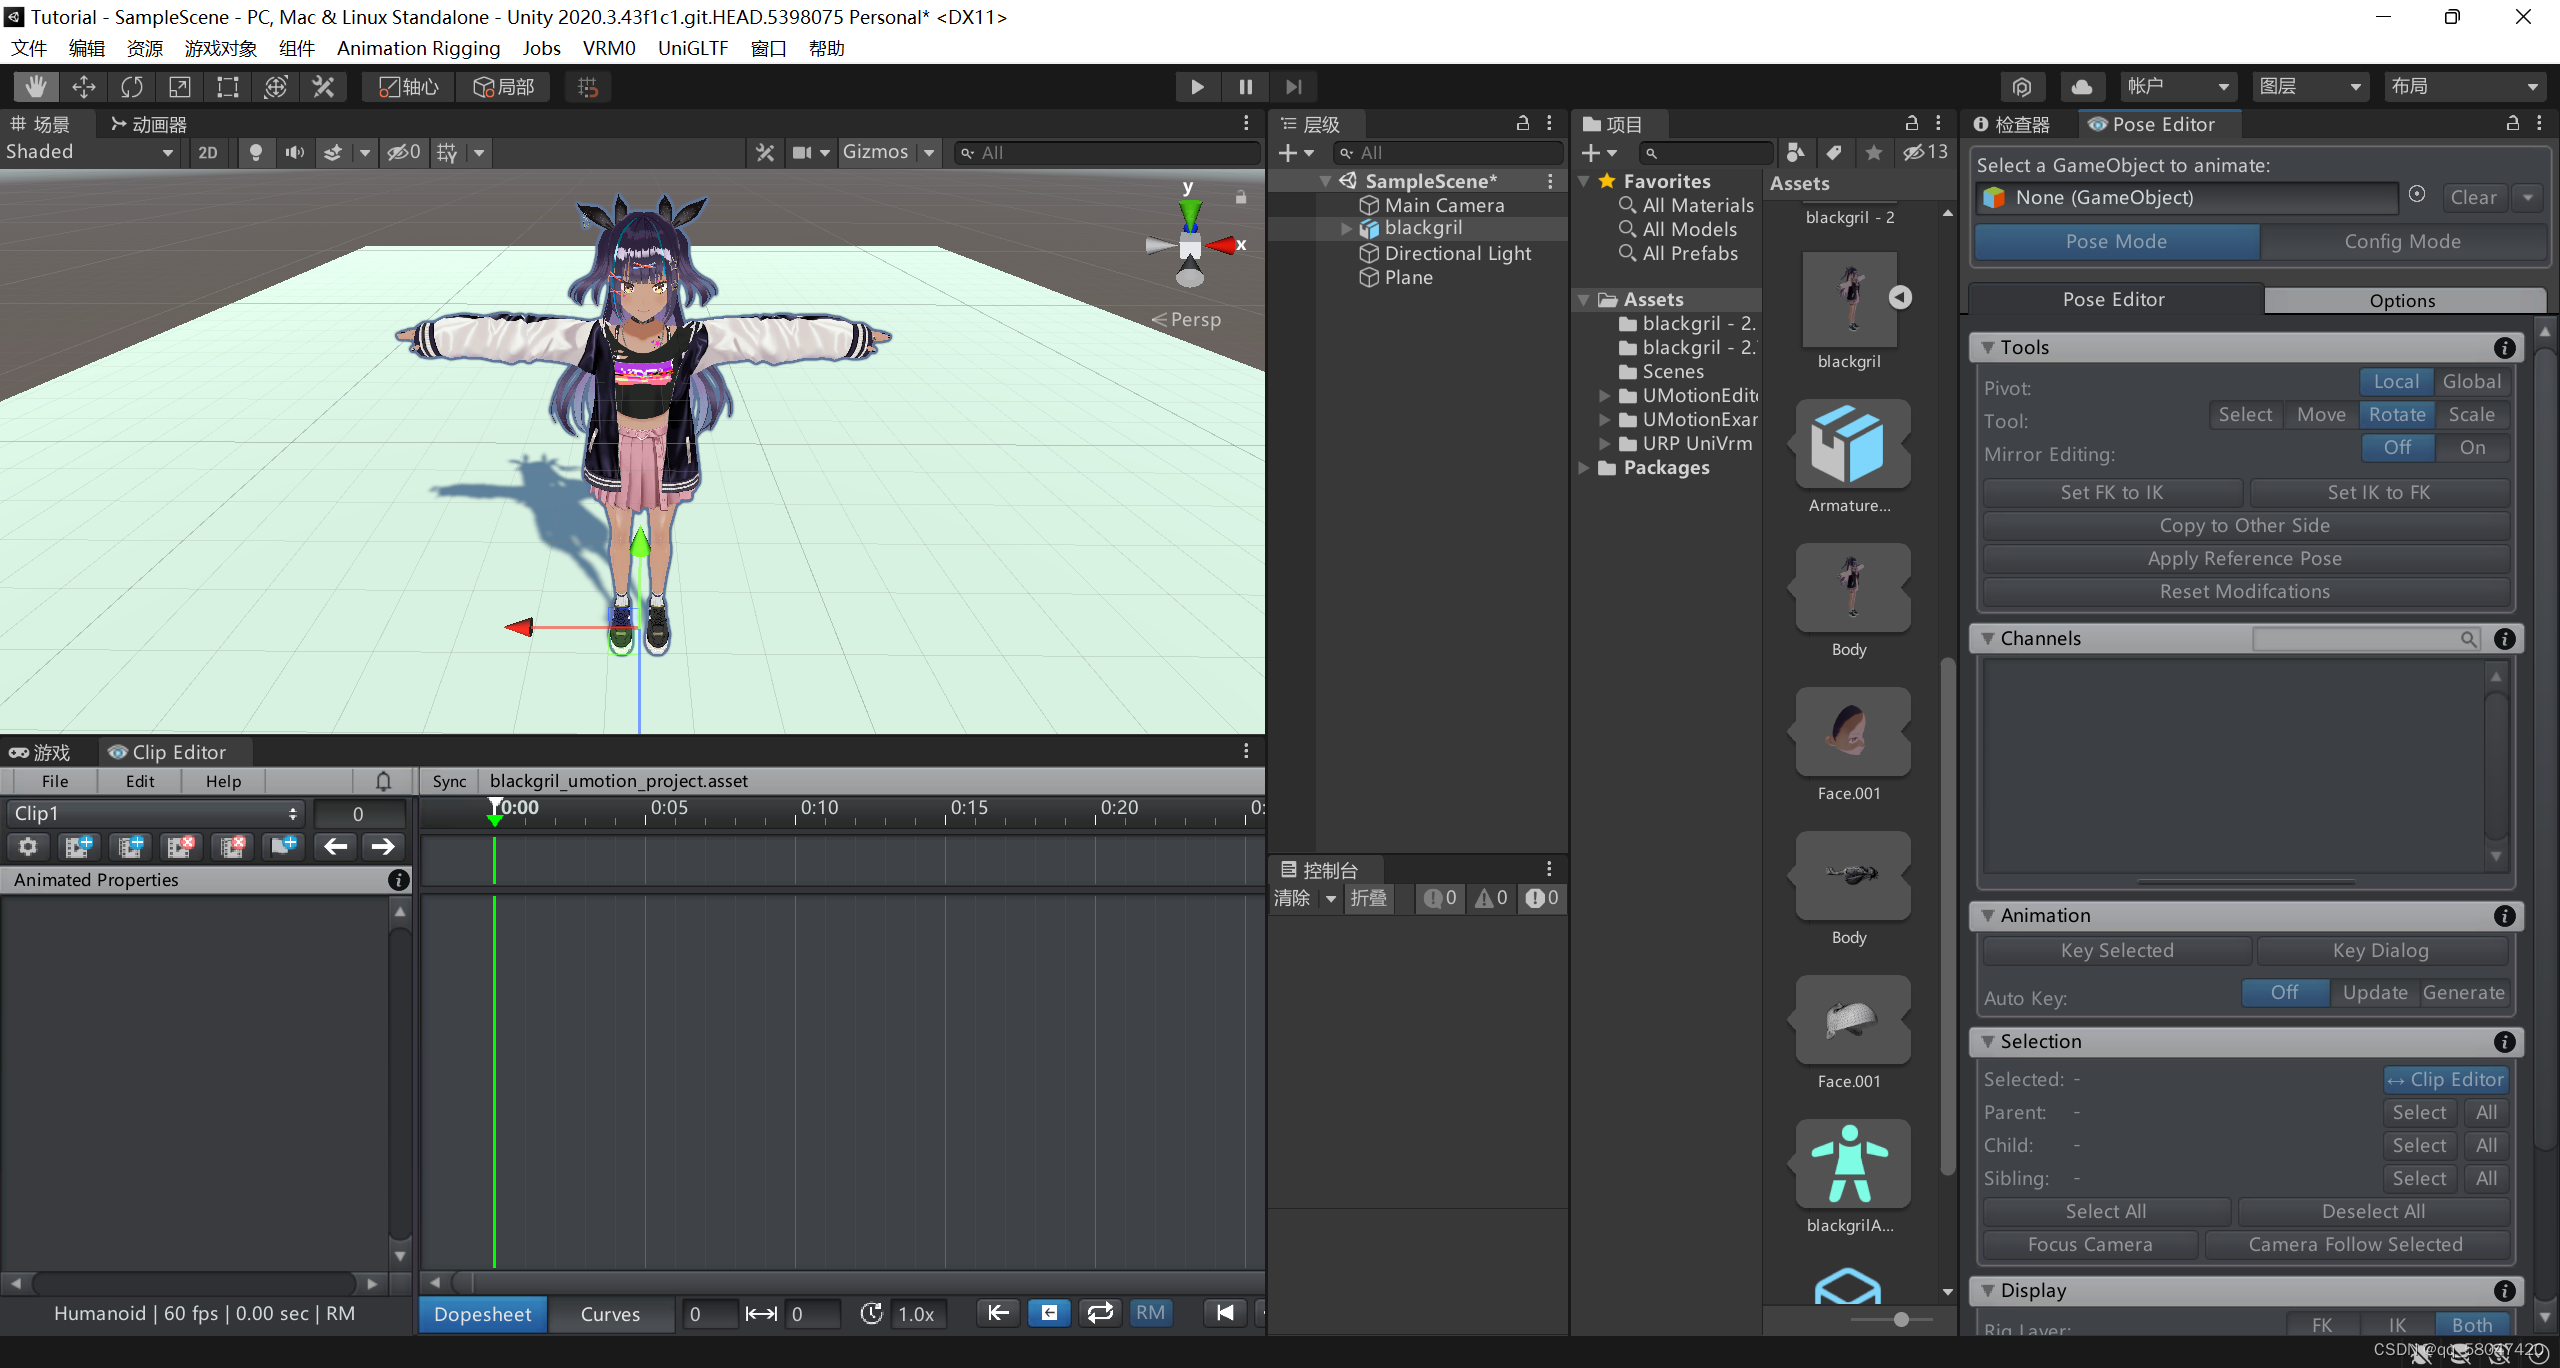 Tutorial - SampleScene - PC, Mac & Linux Standalone - Unity 2020.3.43f1c1.git.HEAD.5398075 Personal* <DX11>
文件 编辑 资源 游戏对象 组件 Animation Rigging Jobs VRM0 UniGLTF 窗口 帮助
轴心 局部 帐户 图层 布局
场景 动画器
Shaded 2D 0 Gizmos All
y
x
Persp
层级
All
SampleScene*
Main Camera
blackgril
Directional Light
Plane
项目
13
Favorites
All Materials
All Models
All Prefabs
Assets
blackgril - 2.
blackgril - 2.
Scenes
UMotionEdit
UMotionExar
URP UniVrm
Packages
Assets
blackgril - 2
blackgril
Armature...
Body
Face.001
Body
Face.001
blackgrilA...
检查器 Pose Editor
Select a GameObject to animate:
None (GameObject) Clear
Pose Mode Config Mode
Pose Editor Options
Tools
Pivot: Local Global
Tool: Select Move Rotate Scale
Mirror Editing: Off On
Set FK to IK Set IK to FK
Copy to Other Side
Apply Reference Pose
Reset Modifcations
Channels
Animation
Key Selected Key Dialog
Auto Key: Off Update Generate
Selection
Selected: - ↔ Clip Editor
Parent: - Select All
Child: - Select All
Sibling: - Select All
Select All Deselect All
Focus Camera Camera Follow Selected
Display
Rig Layer: FK IK Both
游戏 Clip Editor
File Edit Help Sync blackgril_umotion_project.asset
Clip1 0 0:00 0:05 0:10 0:15 0:20 0:
Animated Properties
Humanoid | 60 fps | 0.00 sec | RM
Dopesheet Curves 0 0 1.0x RM
控制台
清除 折叠 0 0 0